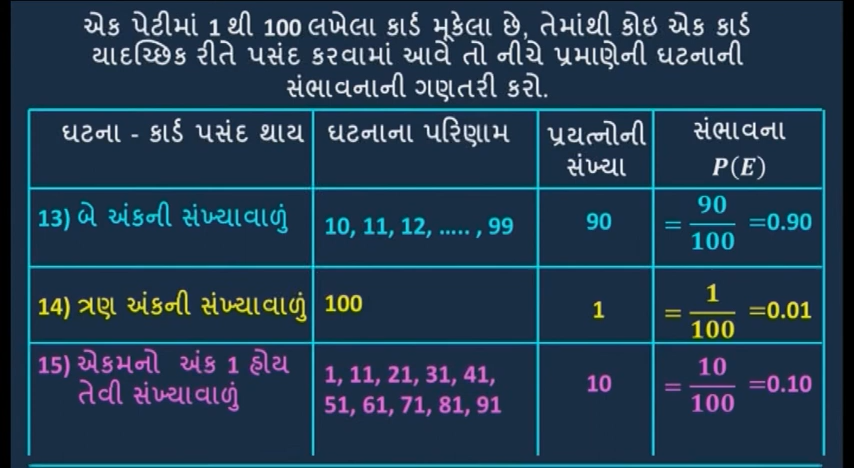 એક પેટીમાં 1 થી 100 લખેલા કાર્ડ મૂકેલા છે, તેમાંથી કોઇ એક કાર્ડ
યાદચ્છિક રીતે પસંદ કરવામાં આવે તો નીચે પ્રમાણેની ઘટનાની
સંભાવનાની ગણતરી કરો.
ઘટના - કાર્ડ પસંદ થાય
ઘટનાના પરિણામ
પ્રયત્નોની
સંખ્યા
સંભાવના
P(E)
13) બે અંકની સંખ્યાવાળું
10, 11, 12, ..... , 99
90
= 90/100 =0.90
14) ત્રણ અંકની સંખ્યાવાળું
100
1
= 1/100 =0.01
15) એકમનો અંક 1 હોય
તેવી સંખ્યાવાળું
1, 11, 21, 31, 41,
51, 61, 71, 81, 91
10
= 10/100 =0.10